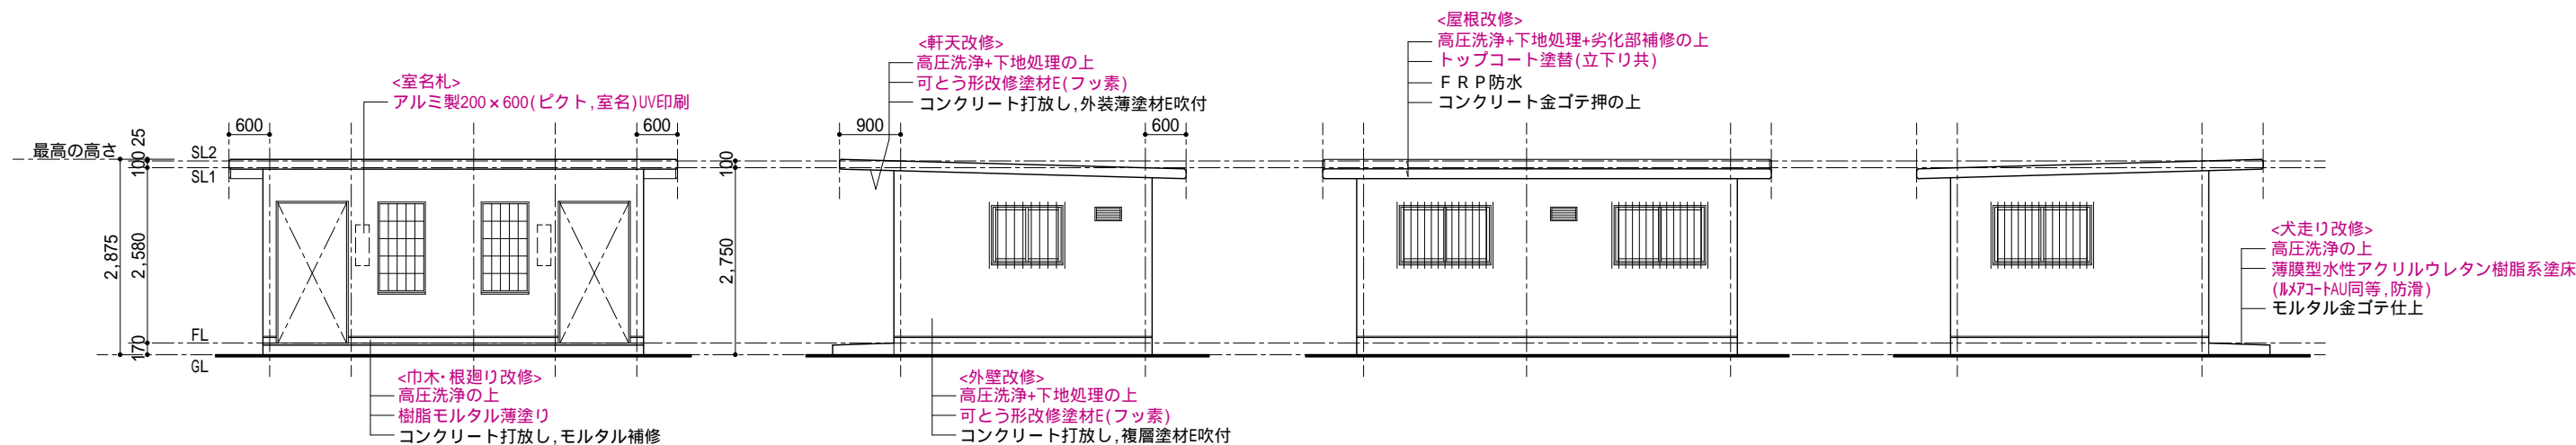 <屋根改修>
高圧洗浄+下地処理+劣化部補修の上
トップコート塗替(立下り共)
ＦＲＰ防水
コンクリート金ゴテ押の上
<軒天改修>
高圧洗浄+下地処理の上
可とう形改修塗材E(フッ素)
コンクリート打放し,外装薄塗材E吹付
<室名札>
アルミ製200×600(ピクト,室名)UV印刷
600
600
900
600
最高の高さ
SL2
SL1
25
100
2,580
2,875
170
FL
GL
100
2,750
<犬走り改修>
高圧洗浄の上
薄膜型水性アクリルウレタン樹脂系塗床
(ﾙﾒｱｺｰﾄAU同等,防滑)
モルタル金ゴテ仕上
<巾木・根廻り改修>
高圧洗浄の上
樹脂モルタル薄塗り
コンクリート打放し,モルタル補修
<外壁改修>
高圧洗浄+下地処理の上
可とう形改修塗材E(フッ素)
コンクリート打放し,複層塗材E吹付